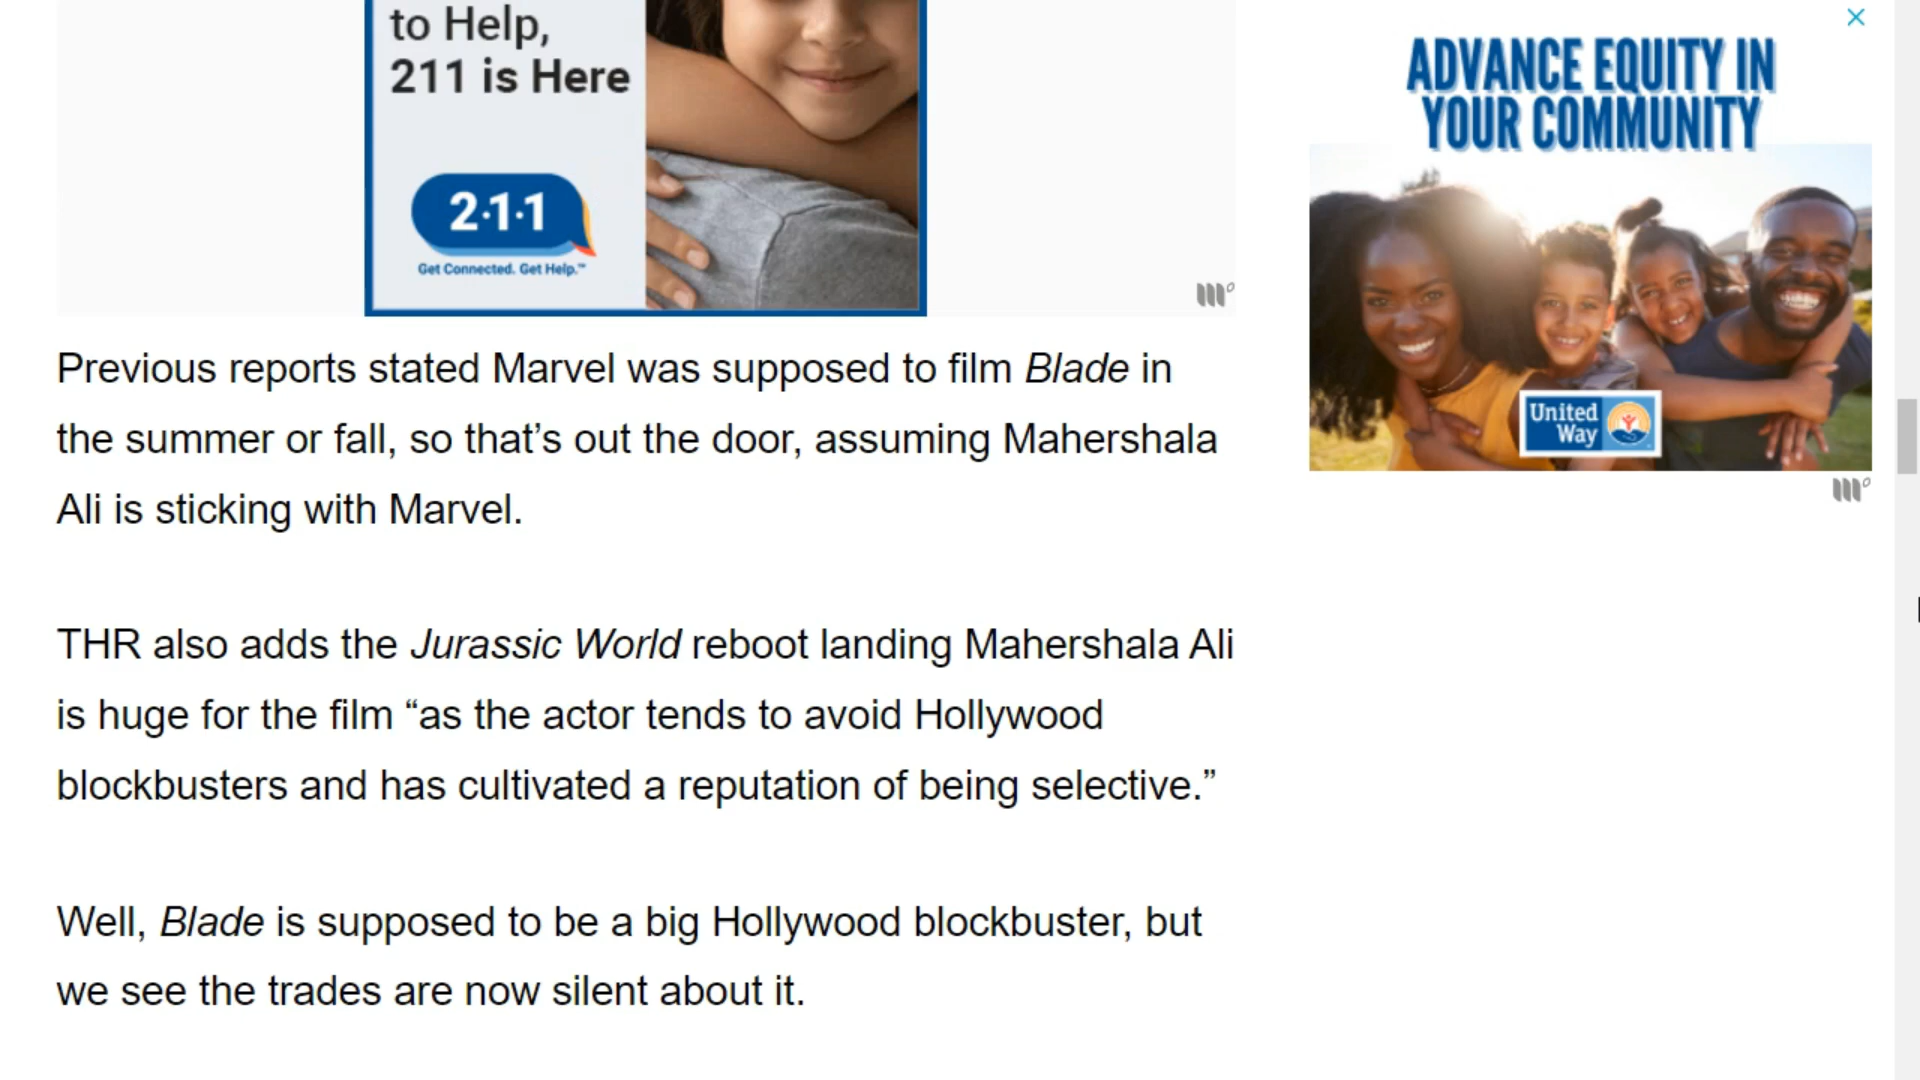 to Help,
211 is Here
2·1·1
Get Connected. Get Help.™
Previous reports stated Marvel was supposed to film Blade in
the summer or fall, so that’s out the door, assuming Mahershala
Ali is sticking with Marvel.
THR also adds the Jurassic World reboot landing Mahershala Ali
is huge for the film “as the actor tends to avoid Hollywood
blockbusters and has cultivated a reputation of being selective.”
Well, Blade is supposed to be a big Hollywood blockbuster, but
we see the trades are now silent about it.
ADVANCE EQUITY IN
YOUR COMMUNITY
United
Way